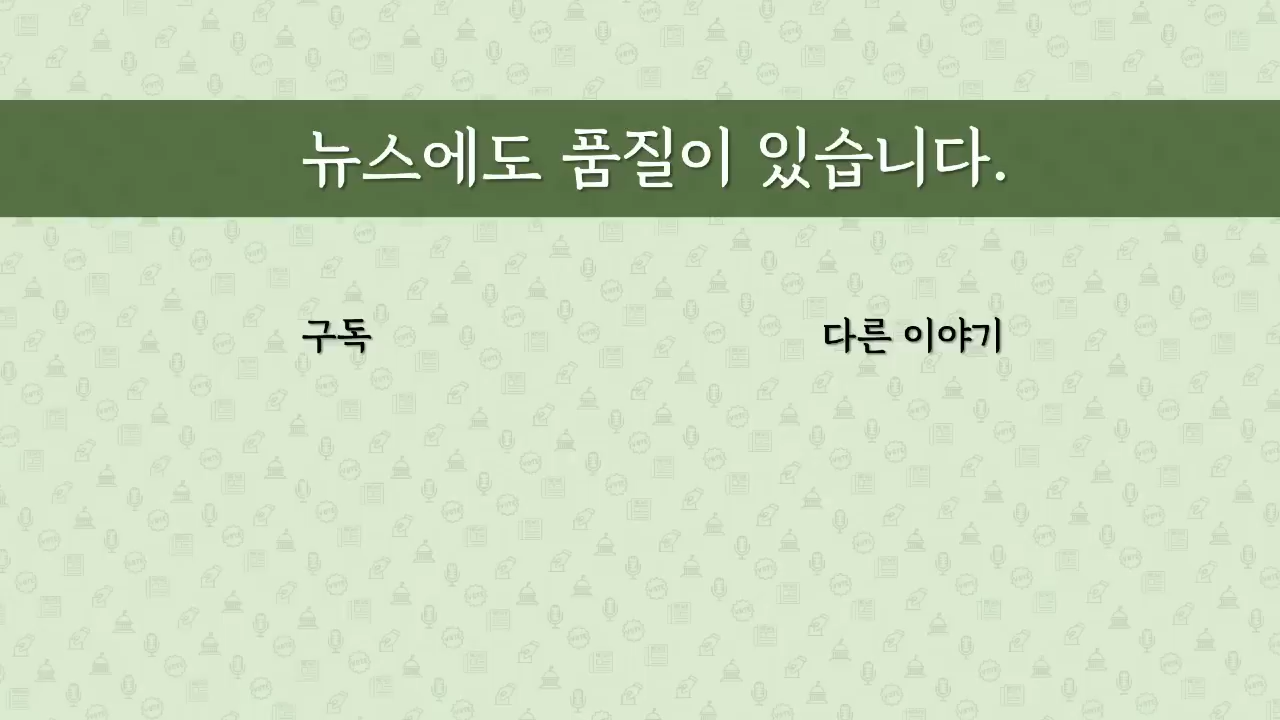 뉴스에도 품질이 있습니다.
구독
다른 이야기